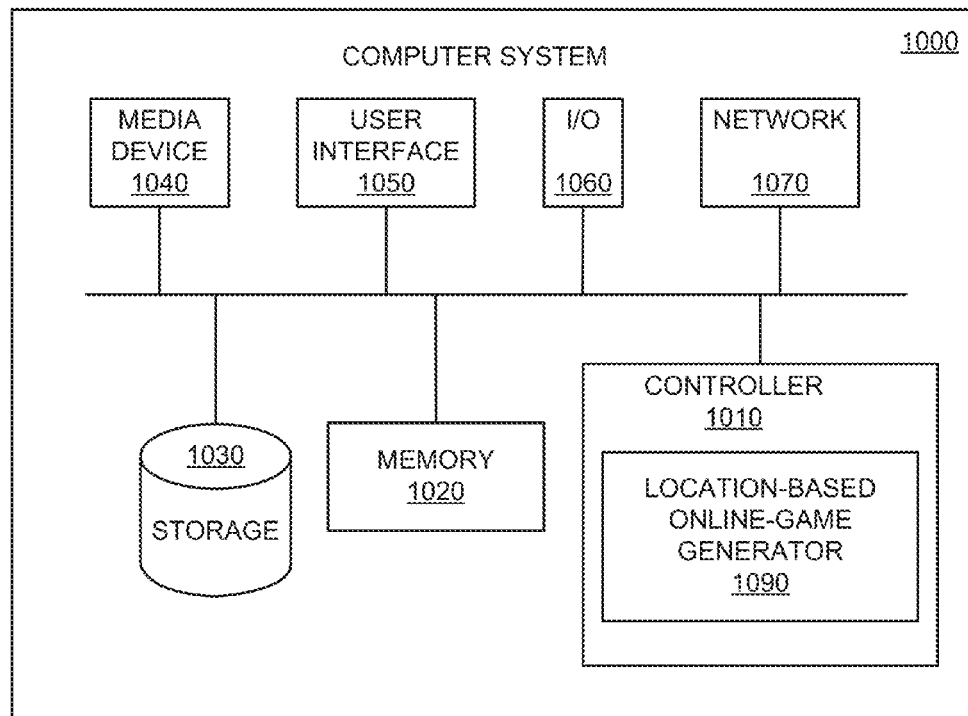 1000
COMPUTER SYSTEM
MEDIA
DEVICE
1040
USER
INTERFACE
1050
I/O
1060
NETWORK
1070
1030
STORAGE
MEMORY
1020
CONTROLLER
1010
LOCATION-BASED
ONLINE-GAME
GENERATOR
1090